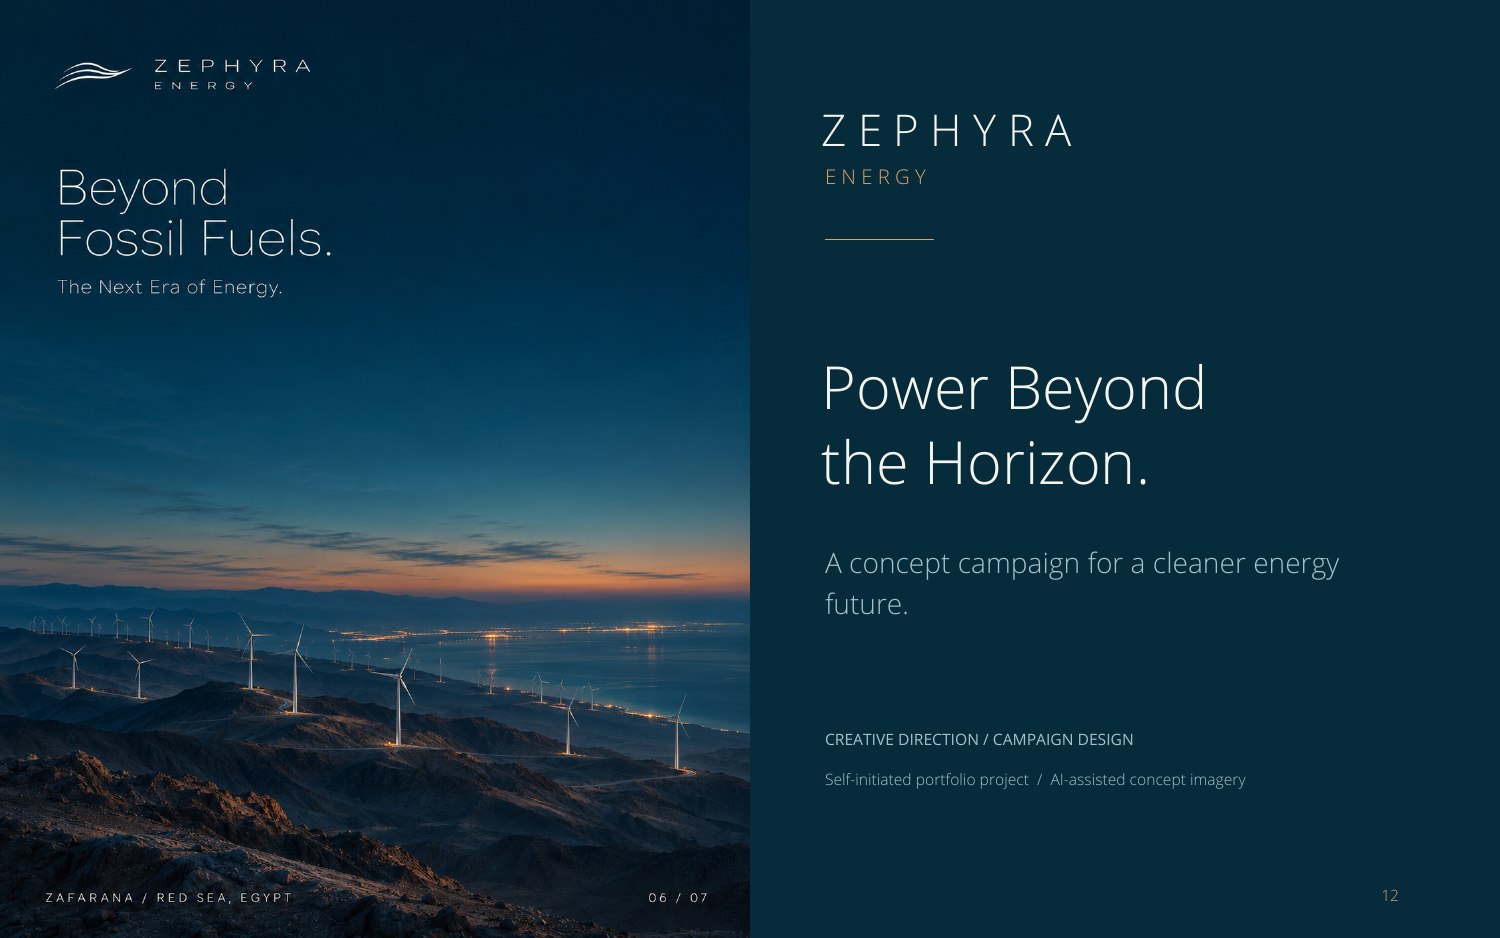 ZEPHYRA
ENERGY
Beyond
Fossil Fuels.
The Next Era of Energy.
ZAFARANA / RED SEA, EGYPT
06 / 07
ZEPHYRA
ENERGY
Power Beyond
the Horizon.
A concept campaign for a cleaner energy
future.
CREATIVE DIRECTION / CAMPAIGN DESIGN
Self-initiated portfolio project / AI-assisted concept imagery
12